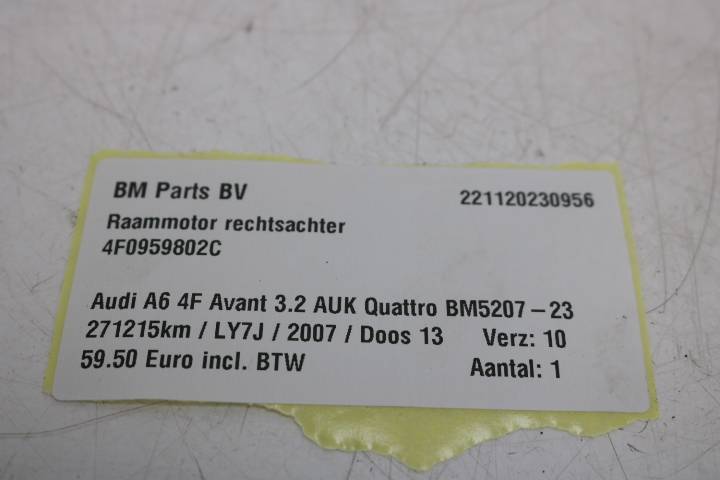 BM Parts BV 221120230956
Raammotor rechtsachter
4F0959802C
Audi A6 4F Avant 3.2 AUK Quattro BM5207-23
271215km / LY7J / 2007 / Doos 13 Verz: 10
59.50 Euro incl. BTW Aantal: 1